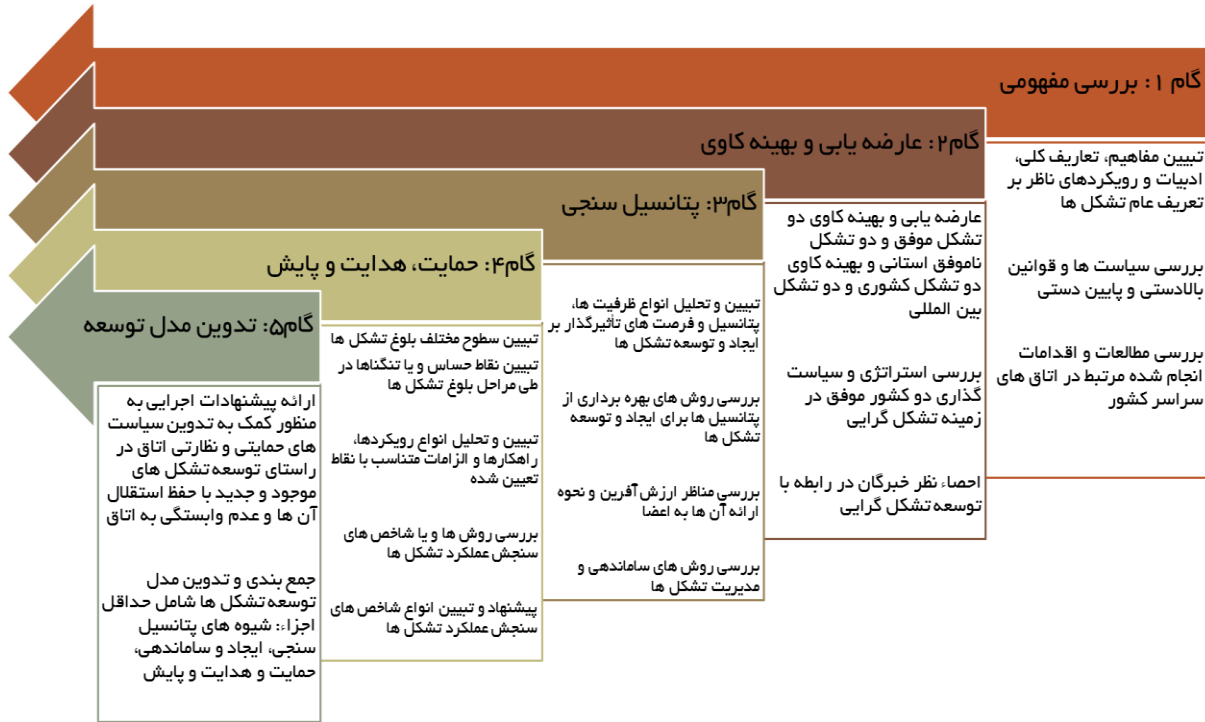 گام ۱: بررسی مفهومی
تبیین مفاهیم، تعاریف کلی،
ادبیات و رویکردهای ناظر بر
تعریف عام تشکل ها
بررسی سیاست ها و قوانین
بالادستی و پایین دستی
بررسی مطالعات و اقدامات
انجام شده مرتبط در اتاق های
سراسر کشور
گام۲: عارضه یابی و بهینه کاوی
عارضه یابی و بهینه کاوی دو
تشکل موفق و دو تشکل
ناموفق استانی و بهینه کاوی
دو تشکل کشوری و دو تشکل
بین المللی
بررسی استراتژی و سیاست
گذاری دو کشور موفق در
زمینه تشکل گرایی
احصاء نظر خبرگان در رابطه با
توسعه تشکل گرایی
گام۳: پتانسیل سنجی
تبیین و تحلیل انواع ظرفیت ها،
پتانسیل و فرصت های تأثیرگذار بر
ایجاد و توسعه تشکل ها
بررسی روش های بهره برداری از
پتانسیل ها برای ایجاد و توسعه
تشکل ها
بررسی مناظر ارزش آفرین و نحوه
ارائه آن ها به اعضا
بررسی روش های ساماندهی و
مدیریت تشکل ها
گام۴: حمایت، هدایت و پایش
تبیین سطوح مختلف بلوغ تشکل ها
تبیین نقاط حساس و یا تنگناها در
طی مراحل بلوغ تشکل ها
تبیین و تحلیل انواع رویکردها،
راهکارها و الزامات متناسب با نقاط
تعیین شده
بررسی روش ها و یا شاخص های
سنجش عملکرد تشکل ها
پیشنهاد و تبیین انواع شاخص های
سنجش عملکرد تشکل ها
گام۵: تدوین مدل توسعه
ارائه پیشنهادات اجرایی به
منظور کمک به تدوین سیاست
های حمایتی و نظارتی اتاق در
راستای توسعه تشکل های
موجود و جدید با حفظ استقلال
آن ها و عدم وابستگی به اتاق
جمع بندی و تدوین مدل
توسعه تشکل ها شامل حداقل
اجزاء: شیوه های پتانسیل
سنجی، ایجاد و ساماندهی،
حمایت و هدایت و پایش